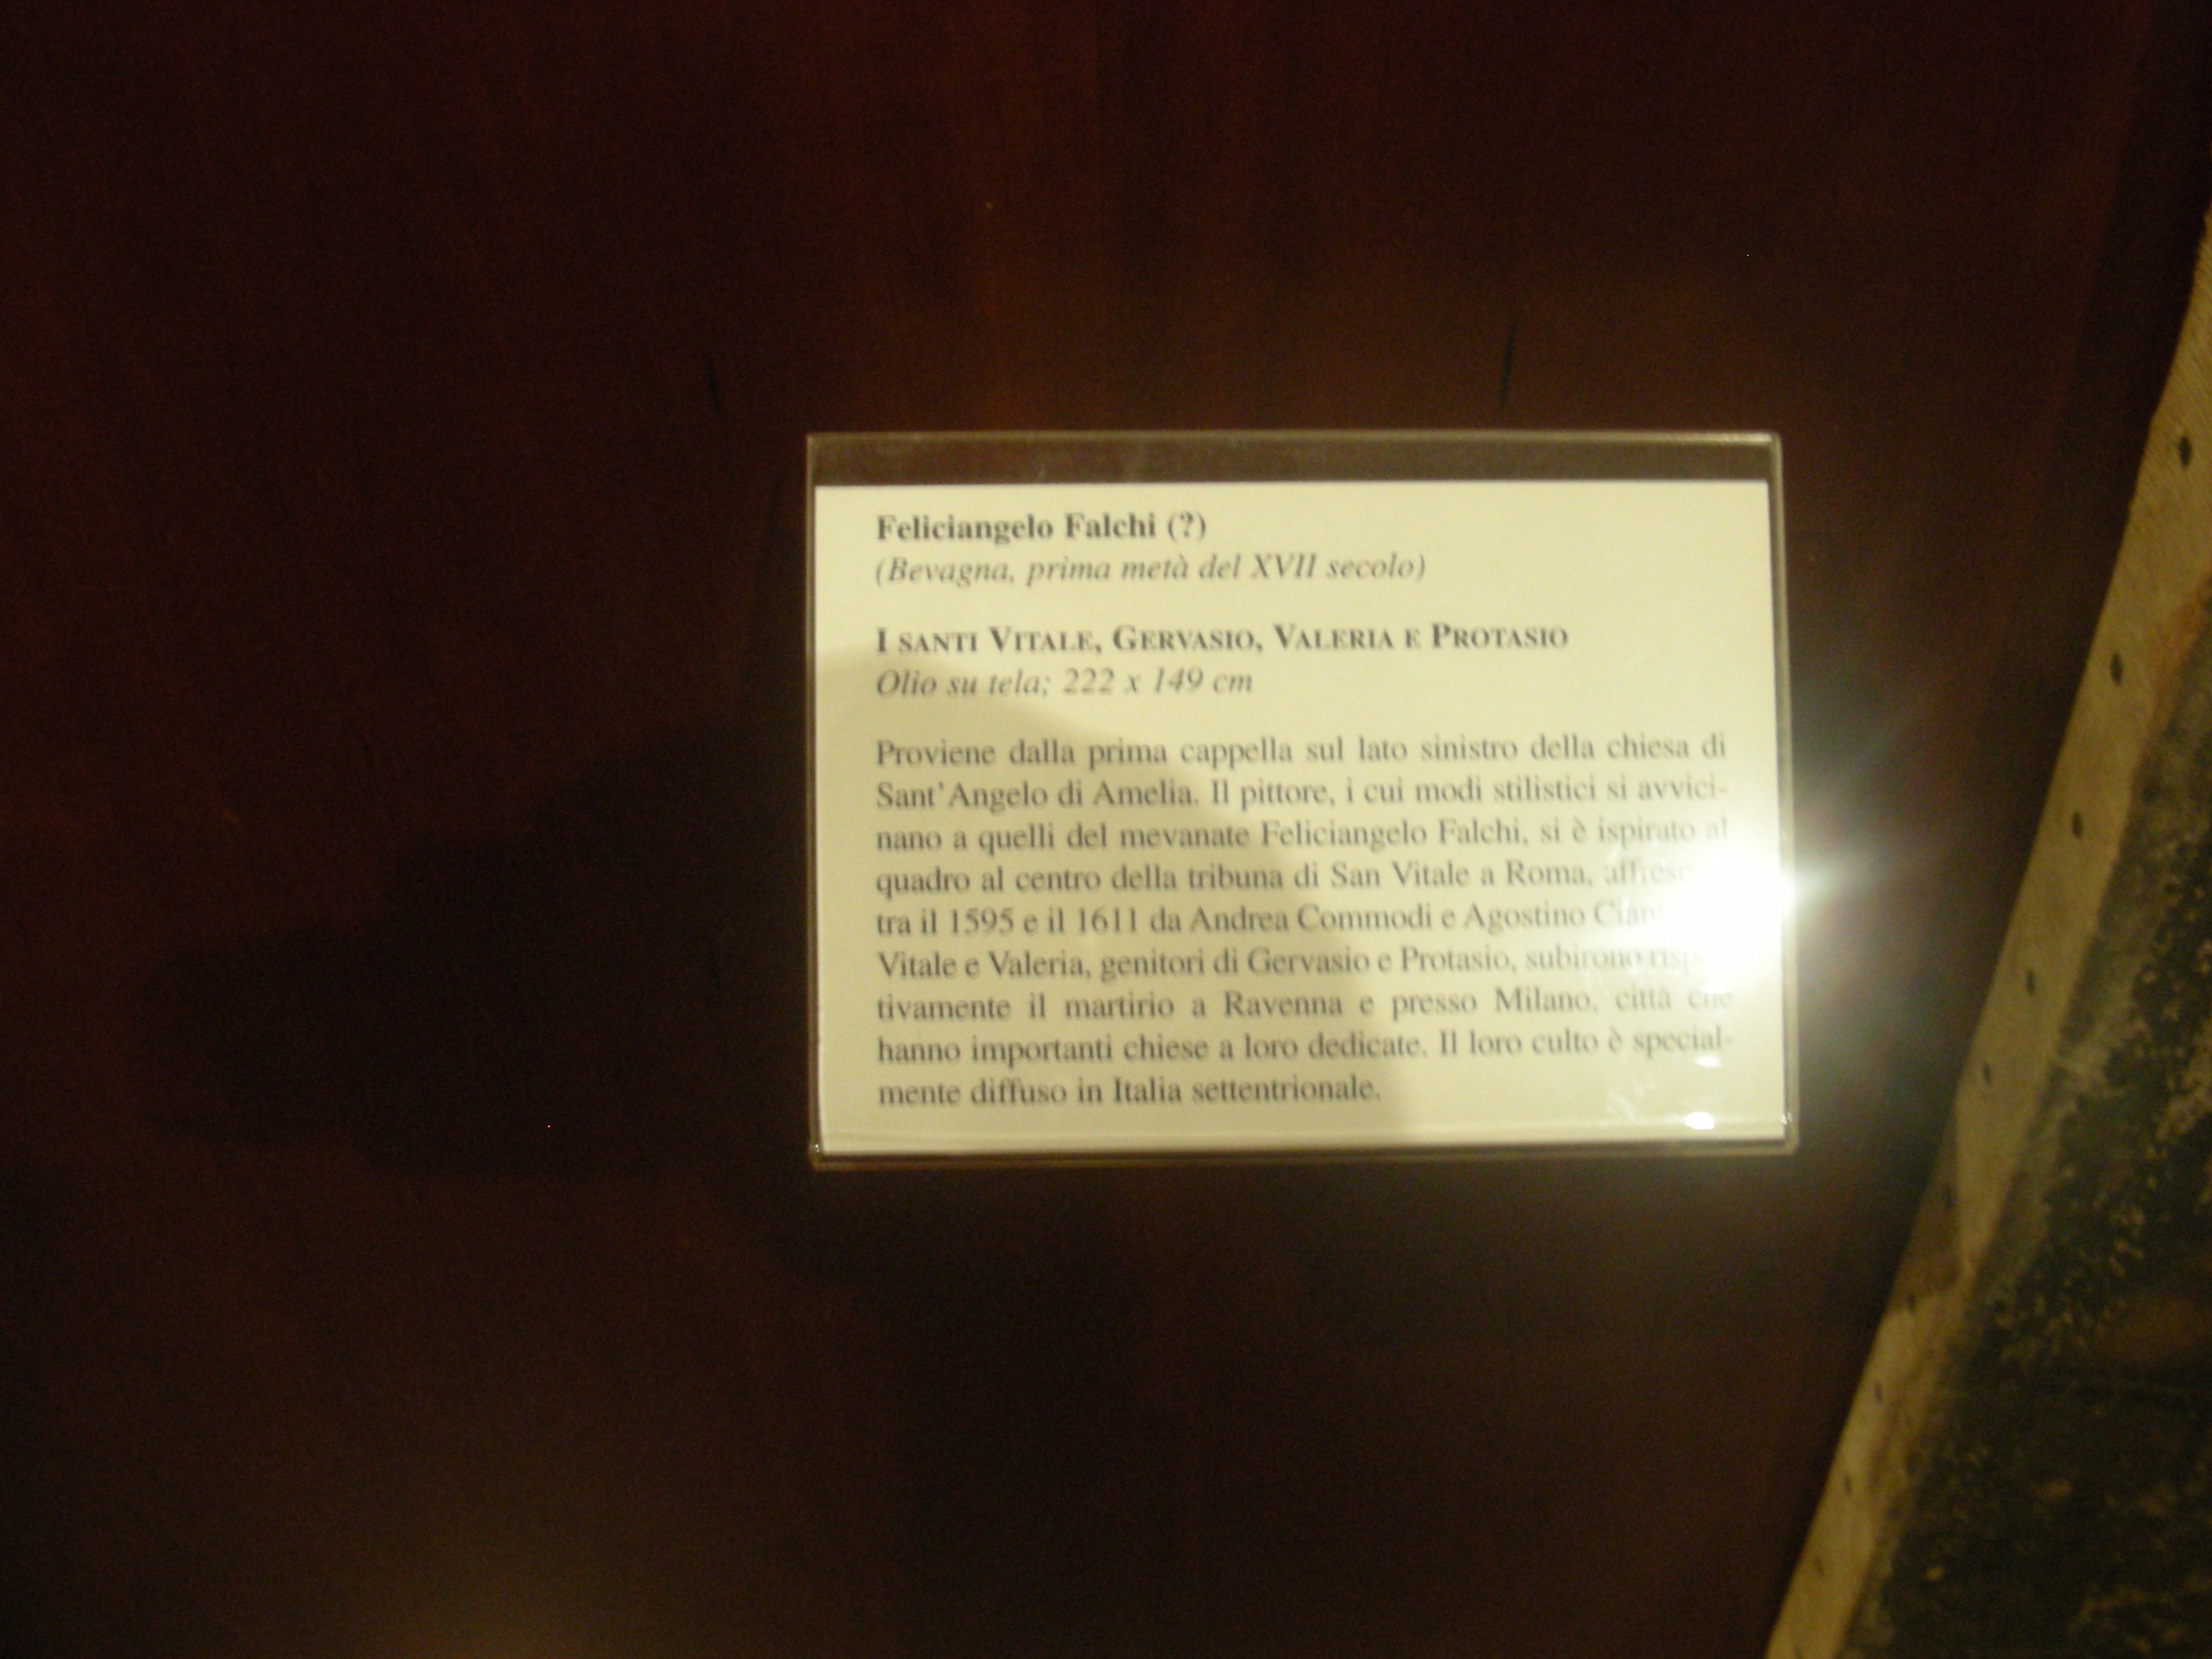 Feliciangelo Falchi (?)
(Bevagna, prima metà del XVII secolo)
I SANTI VITALE, GERVASIO, VALERIA E PROTASIO
Olio su tela; 222 x 149 cm
Proviene dalla prima cappella sul lato sinistro della chiesa di
Sant'Angelo di Amelia. Il pittore, i cui modi stilistici si avvici-
nano a quelli del mevanate Feliciangelo Falchi, si è ispirato al
quadro al centro della tribuna di San Vitale a Roma,
tra il 1595 e il 1611 da Andrea Commodi e Agostino
Vitale e Valeria, genitori di Gervasio e Protasio, subirono
tivamente il martirio a Ravenna e presso Milano, città che
hanno importanti chiese a loro dedicate. Il loro culto è special-
mente diffuso in Italia settentrionale.